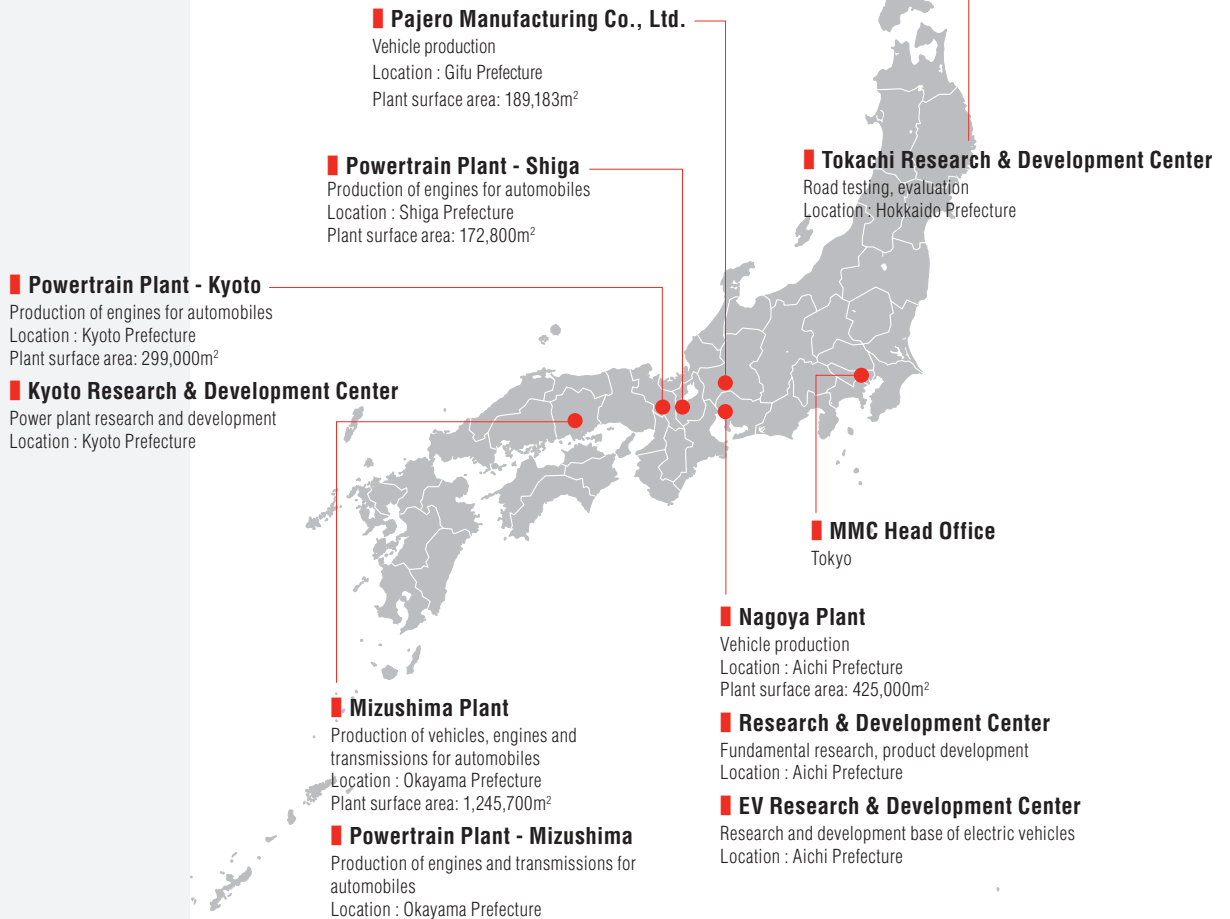 Pajero Manufacturing Co., Ltd.
Vehicle production
Location : Gifu Prefecture
Plant surface area: 189,183m²
Powertrain Plant - Shiga
Production of engines for automobiles
Location : Shiga Prefecture
Plant surface area: 172,800m²
Tokachi Research & Development Center
Road testing, evaluation
Location : Hokkaido Prefecture
Powertrain Plant - Kyoto
Production of engines for automobiles
Location : Kyoto Prefecture
Plant surface area: 299,000m²
Kyoto Research & Development Center
Power plant research and development
Location : Kyoto Prefecture
MMC Head Office
Tokyo
Nagoya Plant
Vehicle production
Location : Aichi Prefecture
Plant surface area: 425,000m²
Research & Development Center
Fundamental research, product development
Location : Aichi Prefecture
EV Research & Development Center
Research and development base of electric vehicles
Location : Aichi Prefecture
Mizushima Plant
Production of vehicles, engines and
transmissions for automobiles
Location : Okayama Prefecture
Plant surface area: 1,245,700m²
Powertrain Plant - Mizushima
Production of engines and transmissions for
automobiles
Location : Okayama Prefecture